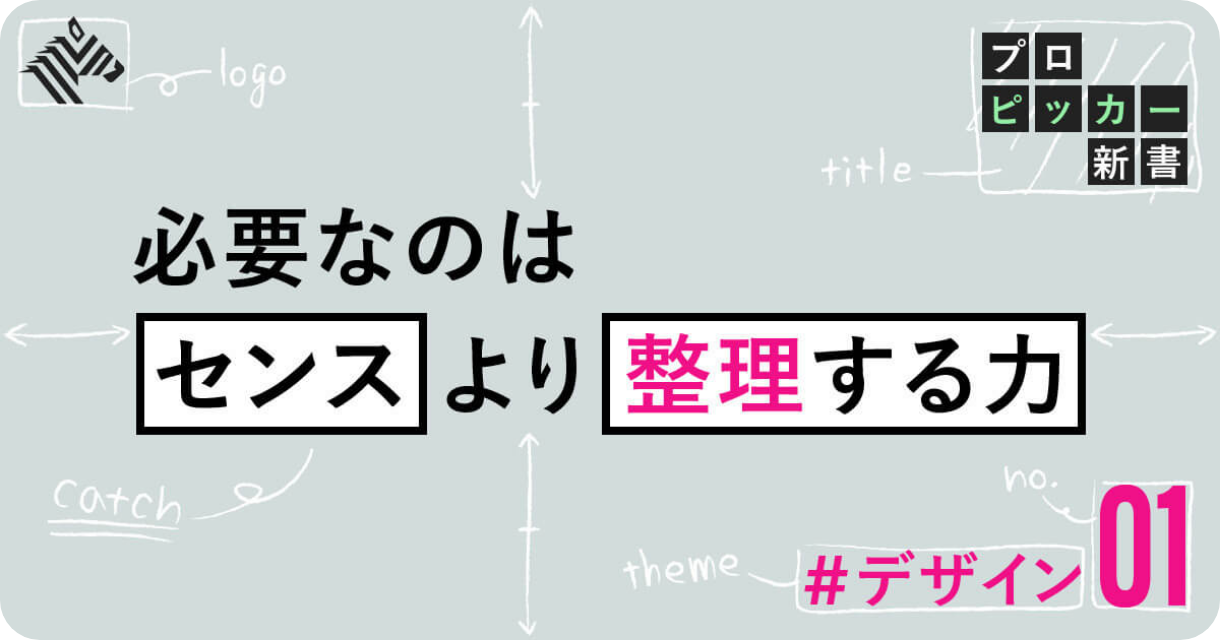 logo
プロ
ピッカー
新書
title
必要なのは
センスより整理する力
catch
no.
01
theme
#デザイン